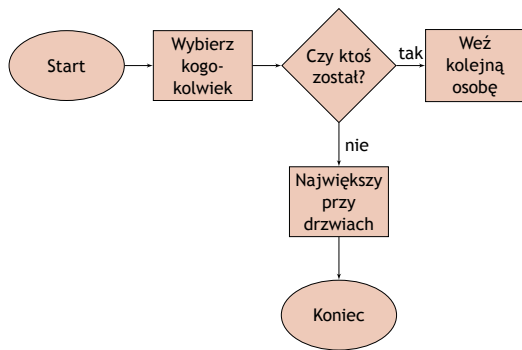 Start
Wybierz
kogo-
kolwiek
Czy ktoś
został?
tak
Weź
kolejną
osobę
nie
Największy
przy
drzwiach
Koniec